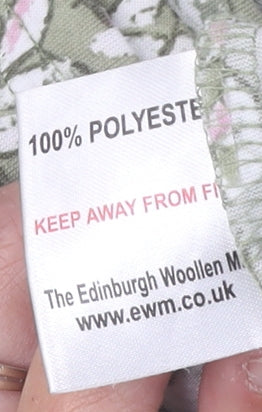 100% POLYESTE
KEEP AWAY FROM FI
The Edinburgh Woollen M
www.ewm.co.uk